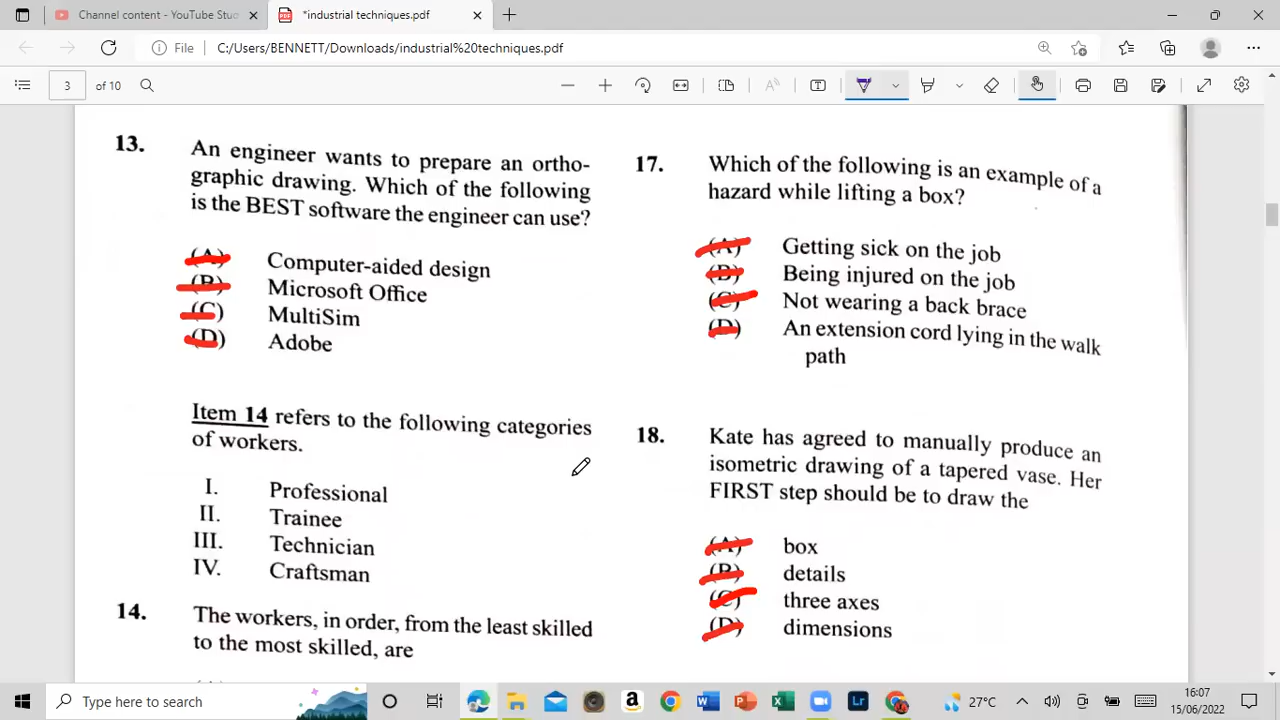 Channel content - YouTube Stu
*industrial techniques.pdf
File
C:/Users/BENNETT/Downloads/industrial%20techniques.pdf
3 of 10
13. An engineer wants to prepare an ortho-
graphic drawing. Which of the following
is the BEST software the engineer can use?
(A) Computer-aided design
(B) Microsoft Office
(C) MultiSim
(D) Adobe
Item 14 refers to the following categories
of workers.
I. Professional
II. Trainee
III. Technician
IV. Craftsman
14. The workers, in order, from the least skilled
to the most skilled, are
17. Which of the following is an example of a
hazard while lifting a box?
(A) Getting sick on the job
(B) Being injured on the job
(C) Not wearing a back brace
(D) An extension cord lying in the walk
path
18. Kate has agreed to manually produce an
isometric drawing of a tapered vase. Her
FIRST step should be to draw the
(A) box
(B) details
(C) three axes
(D) dimensions
Type here to search
27°C
16:07
15/06/2022